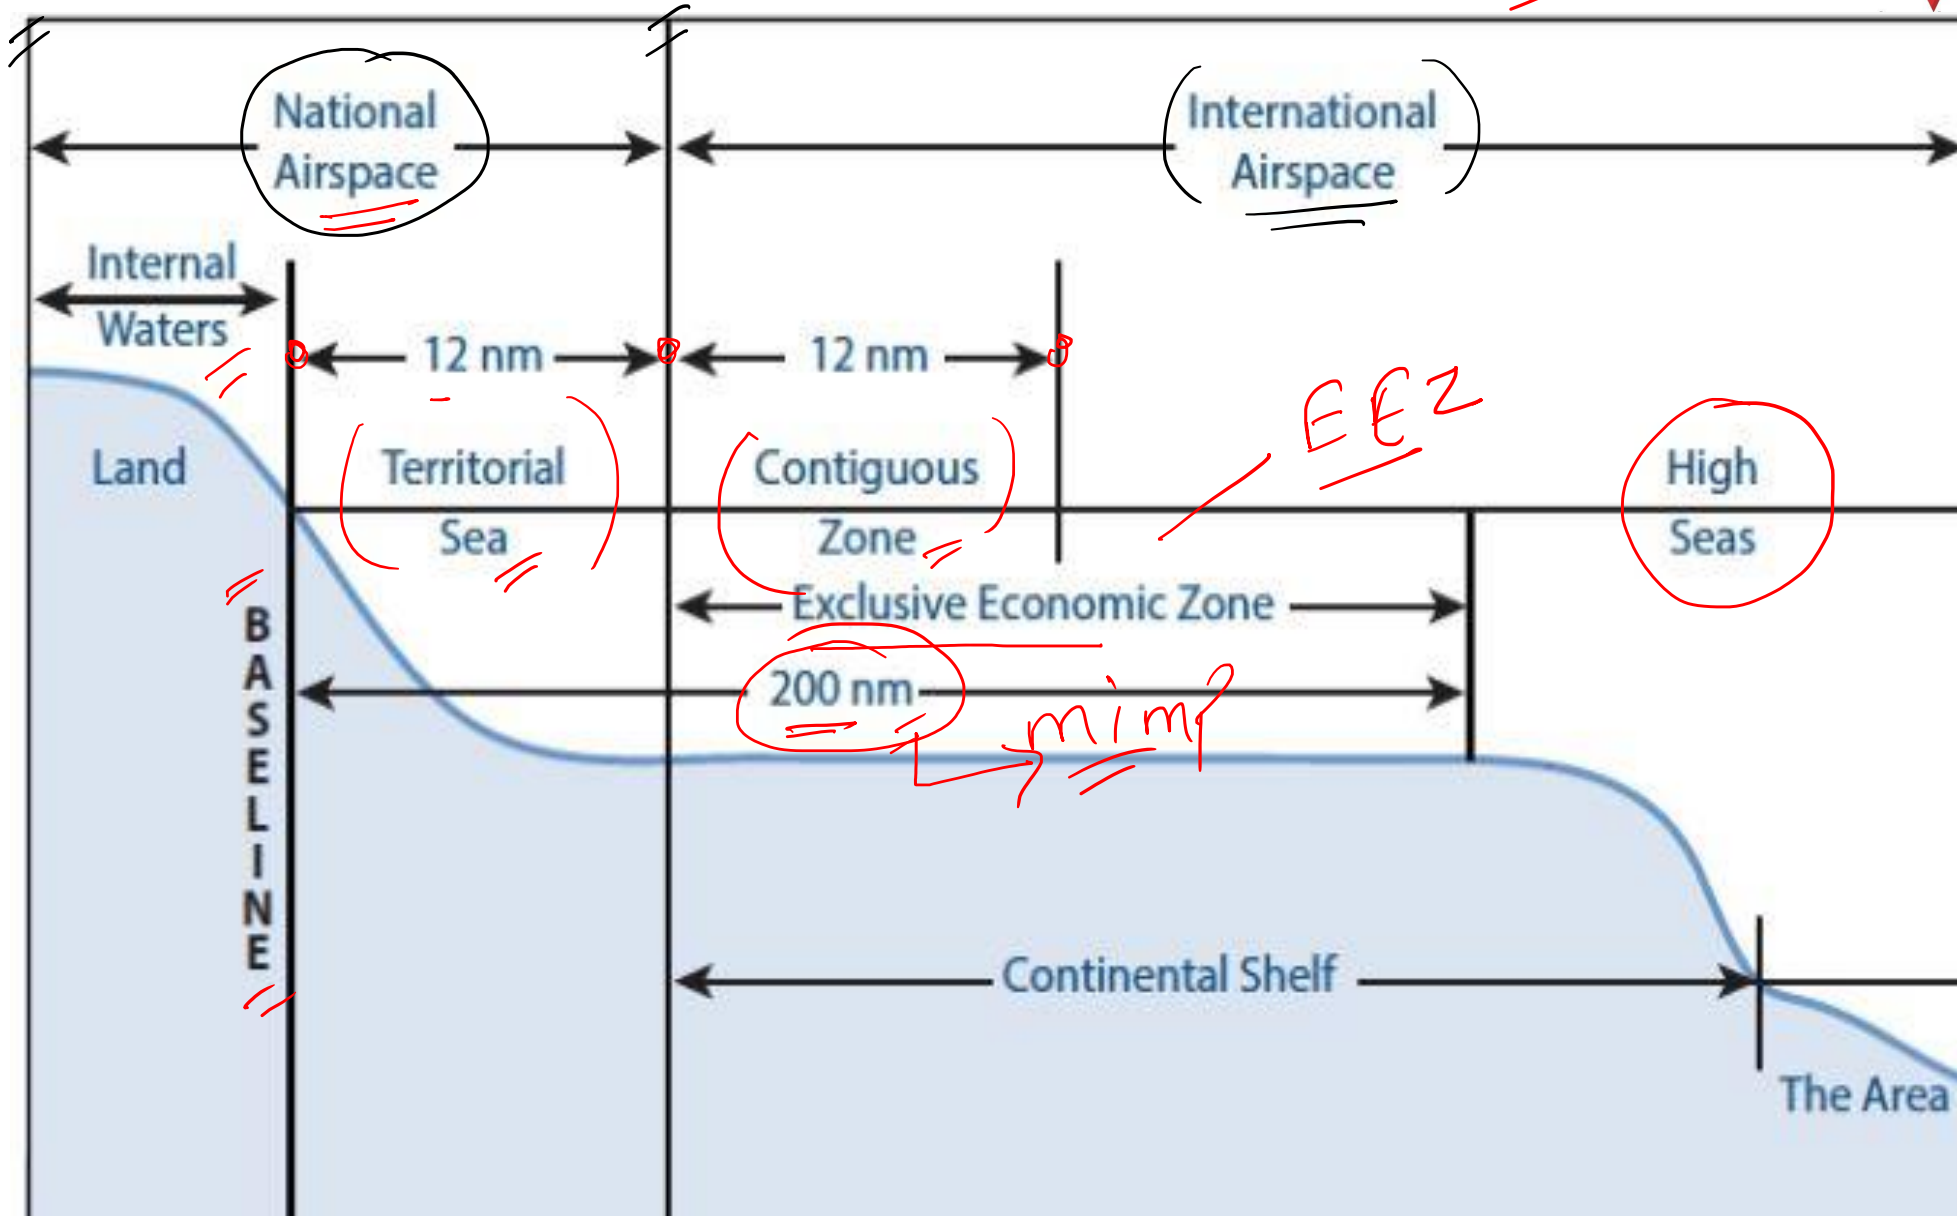 National
Airspace
International
Airspace
Internal
Waters
12 nm
12 nm
EEZ
Land
Territorial
Sea
Contiguous
Zone
High
Seas
Exclusive Economic Zone
200 nm
mimp
BASELINE
Continental Shelf
The Area